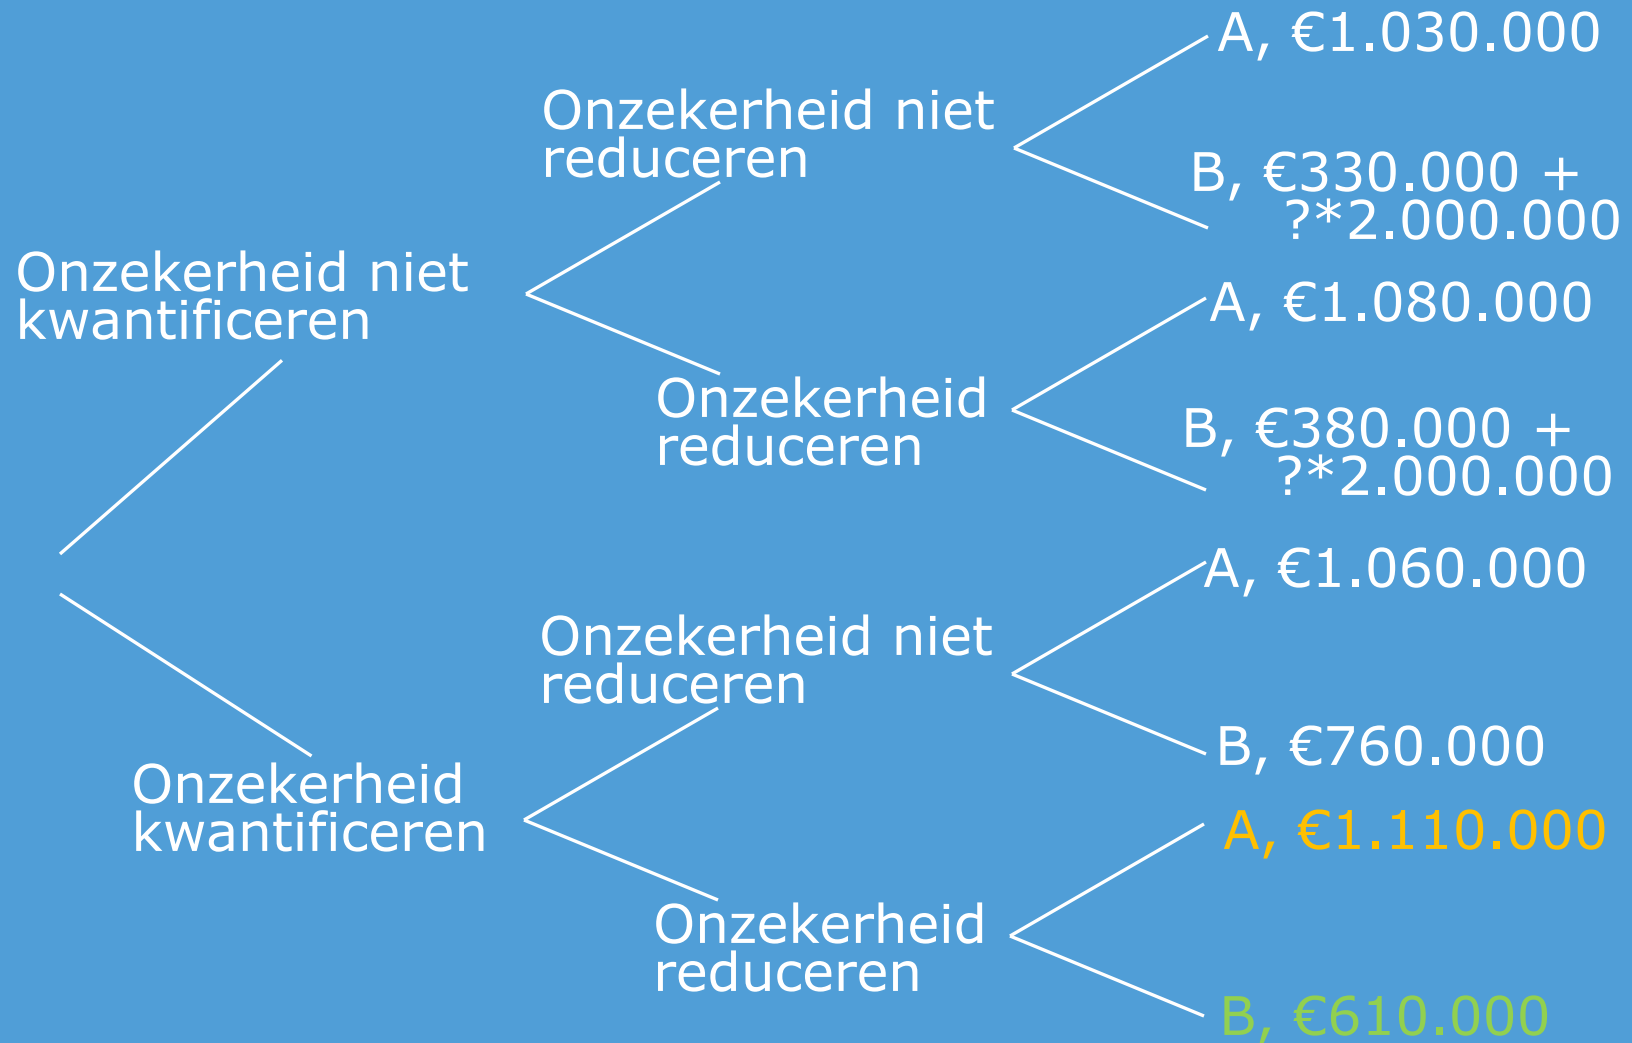 A, €1.030.000
Onzekerheid niet
reduceren
B, €330.000 +
?*2.000.000
Onzekerheid niet
kwantificeren
A, €1.080.000
Onzekerheid
reduceren
B, €380.000 +
?*2.000.000
A, €1.060.000
Onzekerheid niet
reduceren
B, €760.000
Onzekerheid
kwantificeren
A, €1.110.000
Onzekerheid
reduceren
B, €610.000